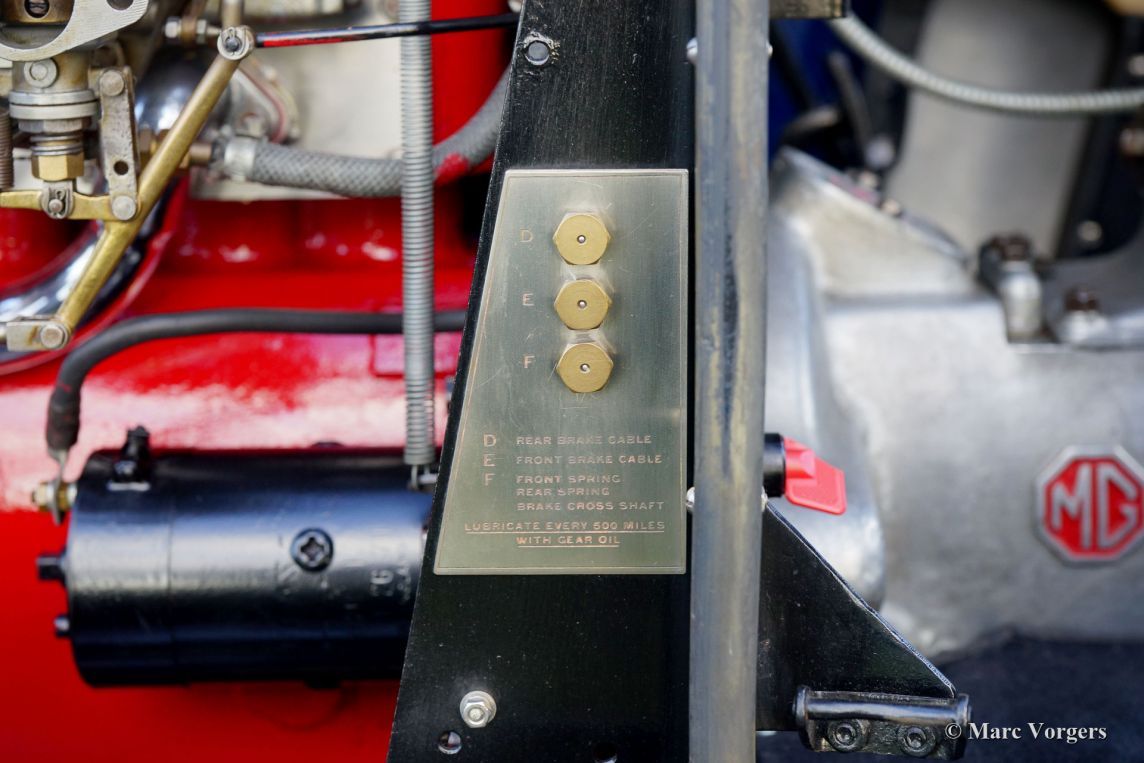 D
E
F
D REAR BRAKE CABLE
E FRONT BRAKE CABLE
F FRONT SPRING
REAR SPRING
BRAKE CROSS SHAFT
LUBRICATE EVERY 500 MILES
WITH GEAR OIL
MG
© Marc Vorgers